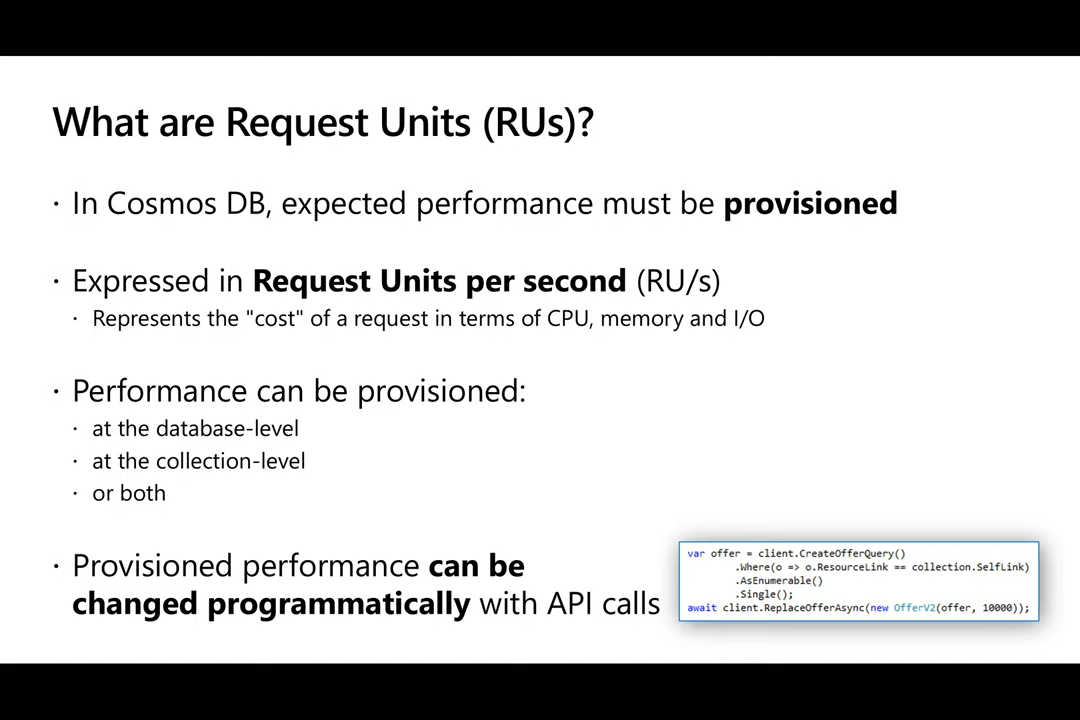 What are Request Units (RUs)?
· In Cosmos DB, expected performance must be provisioned
· Expressed in Request Units per second (RU/s)
· Represents the "cost" of a request in terms of CPU, memory and I/O
· Performance can be provisioned:
· at the database-level
· at the collection-level
· or both
· Provisioned performance can be
changed programmatically with API calls
var offer = client.CreateOfferQuery()
.Where(o => o.ResourceLink == collection.SelfLink)
.AsEnumerable()
.Single();
await client.ReplaceOfferAsync(new OfferV2(offer, 10000));